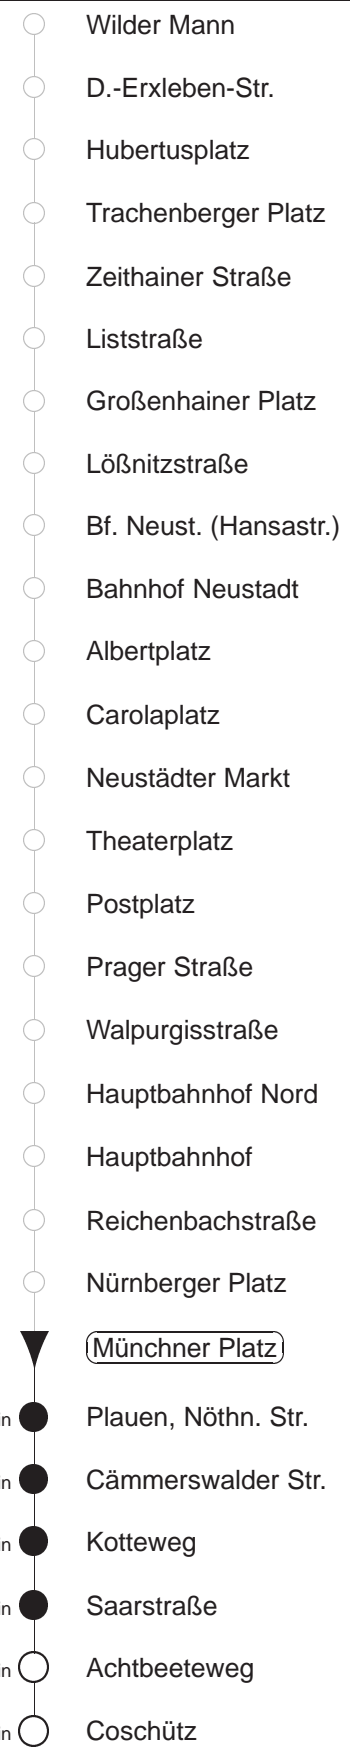 Wilder Mann
D.-Erxleben-Str.
Hubertusplatz
Trachenberger Platz
Zeithainer Straße
Liststraße
Großenhainer Platz
Lößnitzstraße
Bf. Neust. (Hansastr.)
Bahnhof Neustadt
Albertplatz
Carolaplatz
Neustädter Markt
Theaterplatz
Postplatz
Prager Straße
Walpurgisstraße
Hauptbahnhof Nord
Hauptbahnhof
Reichenbachstraße
Nürnberger Platz
Münchner Platz
Plauen, Nöthn. Str.
Cämmerswalder Str.
Kotteweg
Saarstraße
Achtbeeteweg
Coschütz